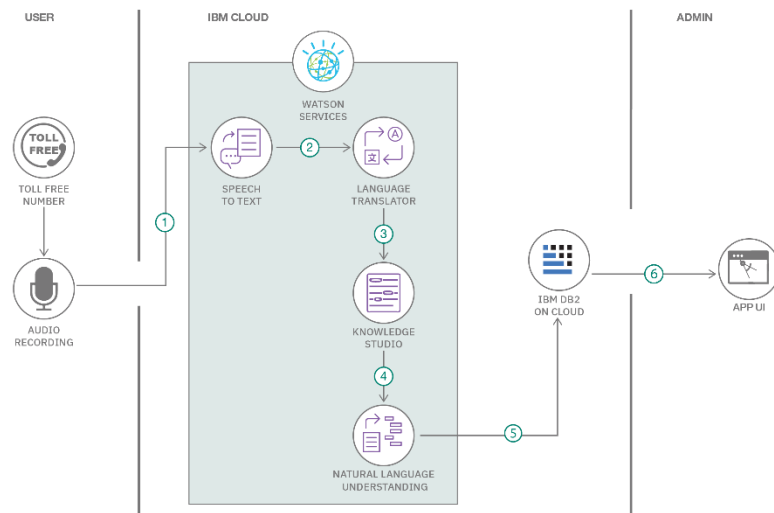 USER
IBM CLOUD
ADMIN
WATSON
SERVICES
TOLL
FREE
TOLL FREE
NUMBER
1
SPEECH
TO TEXT
2
A
文
LANGUAGE
TRANSLATOR
3
AUDIO
RECORDING
KNOWLEDGE
STUDIO
4
NATURAL LANGUAGE
UNDERSTANDING
5
IBM DB2
ON CLOUD
6
APP UI